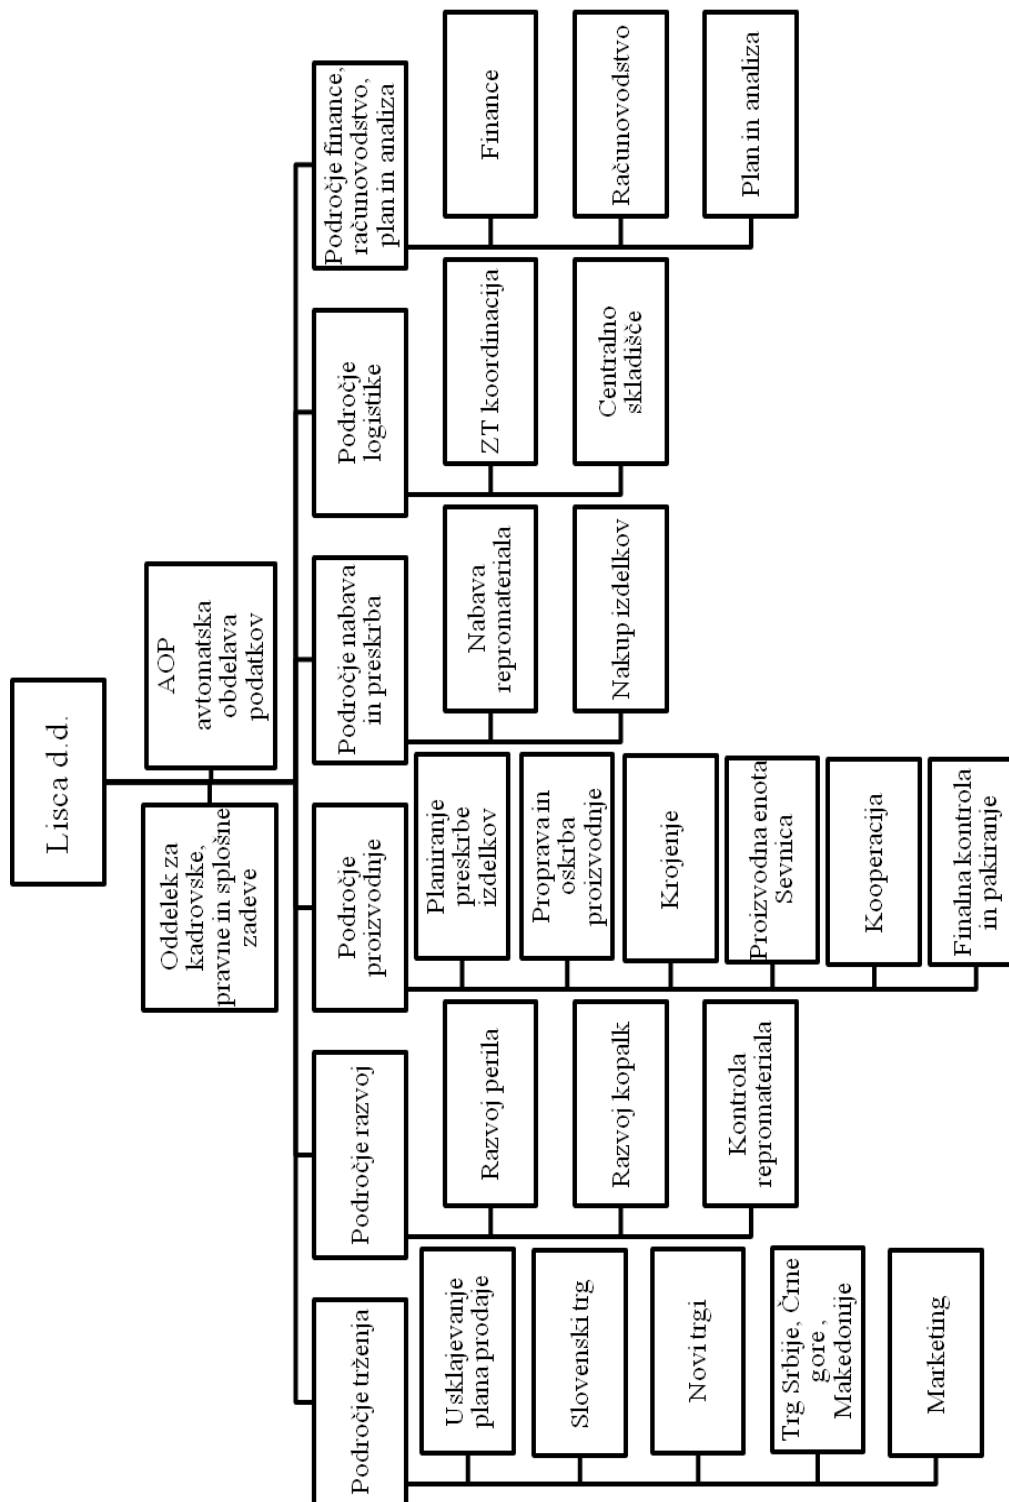 Lisca d.d.
Oddelek za
kadrovske,
pravne in splošne
zadeve
AOP
avtomatska
obdelava
podatkov
Področje trženja
Usklajevanje
plana prodaje
Slovenski trg
Novi trgi
Trg Srbije, Črne
gore ,
Makedonije
Marketing
Področje razvoj
Razvoj perila
Razvoj kopalk
Kontrola
repromateriala
Področje
proizvodnje
Planiranje
preskrbe
izdelkov
Proprava in
oskrba
proizvodnje
Krojenje
Proizvodna enota
Sevnica
Kooperacija
Finalna kontrola
in pakiranje
Področje nabava
in preskrba
Nabava
repromateriala
Nakup izdelkov
Področje
logistike
ZT koordinacija
Centralno
skladišče
Področje finance,
računovodstvo,
plan in analiza
Finance
Računovodstvo
Plan in analiza